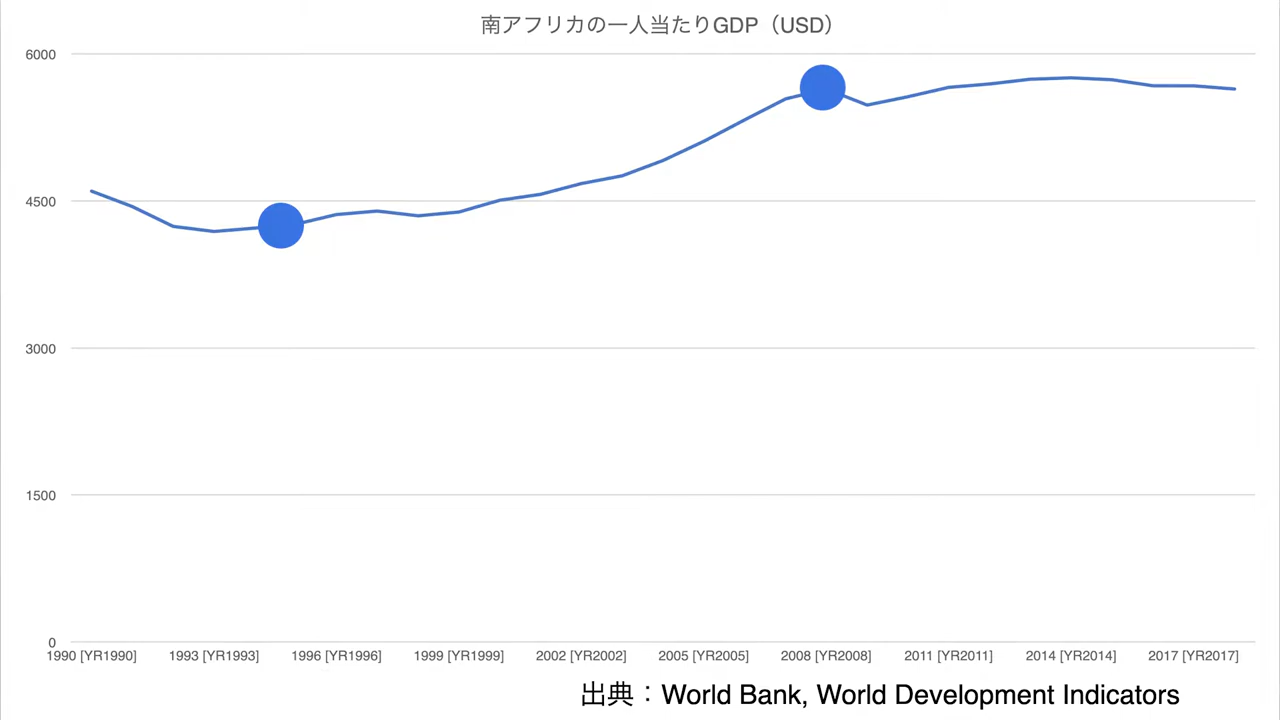 南アフリカの一人当たりGDP（USD）
6000
4500
3000
1500
0
1990 [YR1990] 1993 [YR1993] 1996 [YR1996] 1999 [YR1999] 2002 [YR2002] 2005 [YR2005] 2008 [YR2008] 2011 [YR2011] 2014 [YR2014] 2017 [YR2017]
出典：World Bank, World Development Indicators